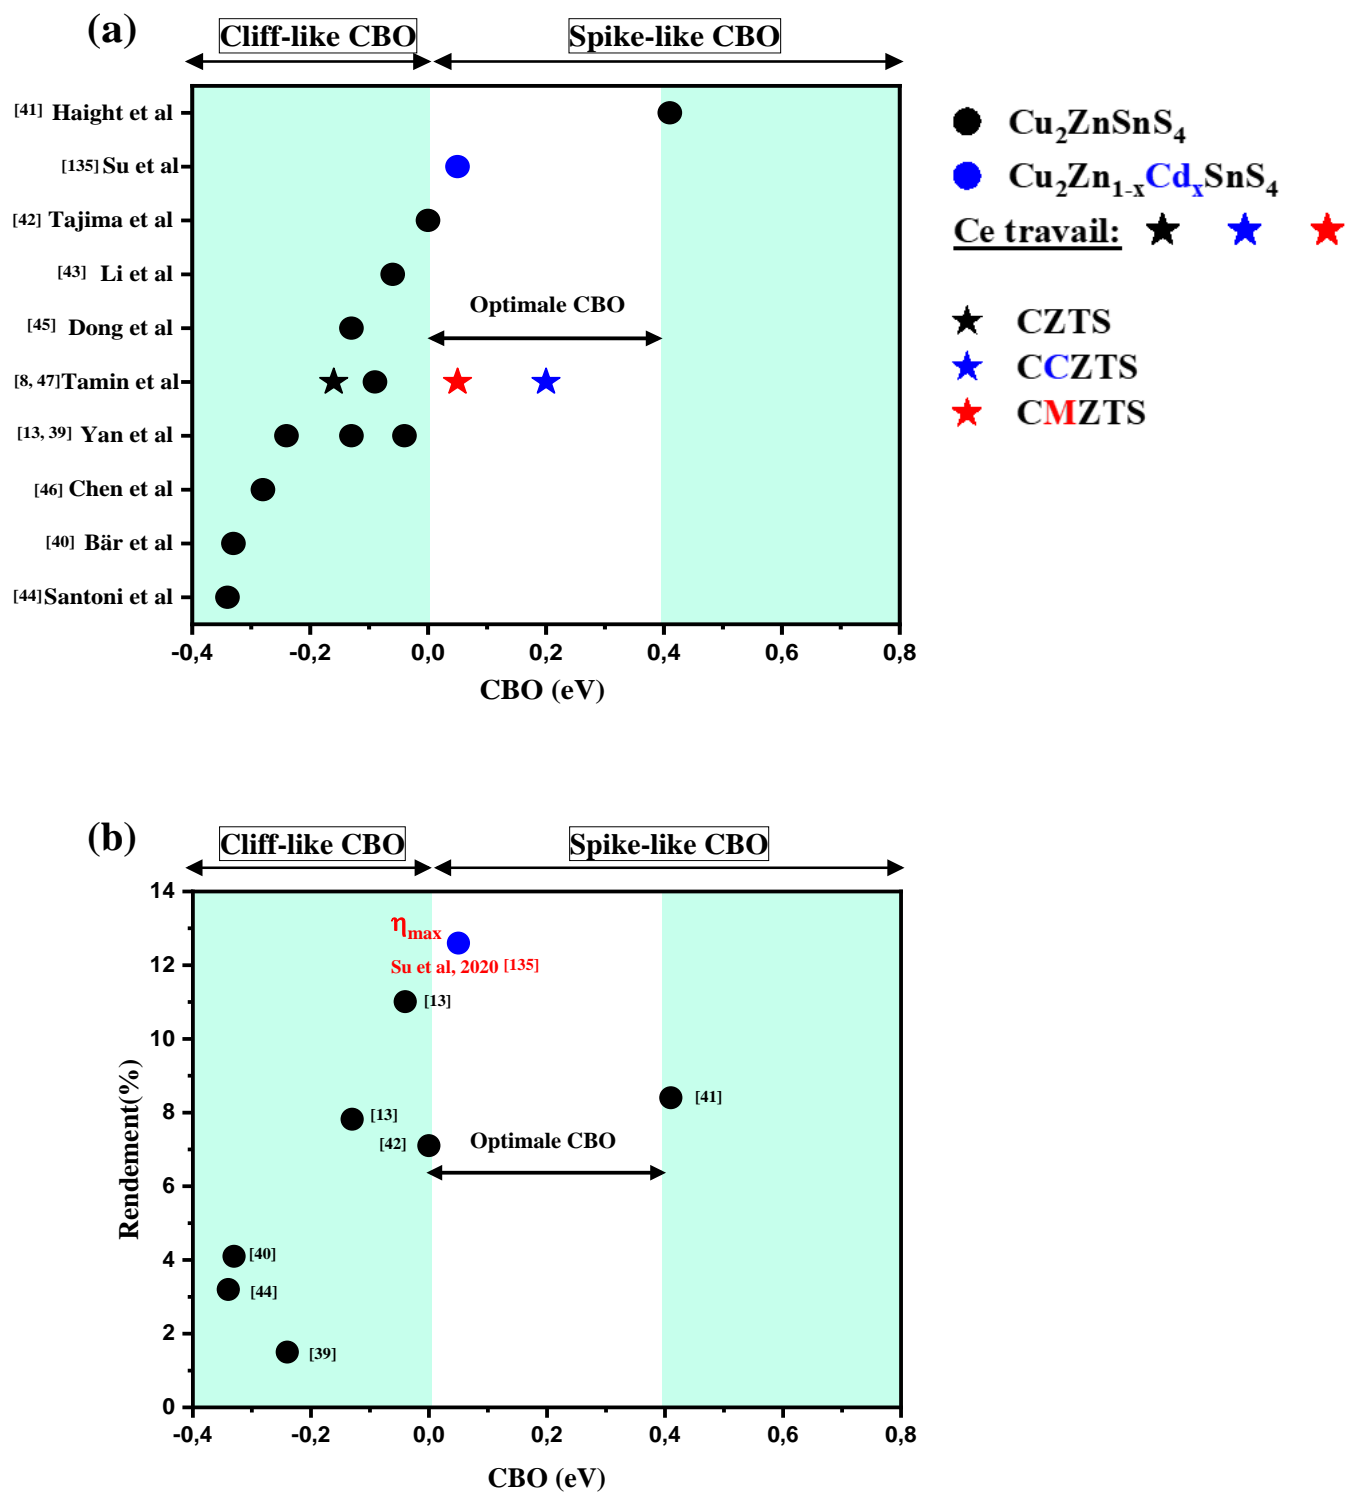 (a)
Cliff-like CBO
Spike-like CBO
[41] Haight et al
[135] Su et al
[42] Tajima et al
[43] Li et al
[45] Dong et al
[8, 47] Tamin et al
[13, 39] Yan et al
[46] Chen et al
[40] Bär et al
[44] Santoni et al
Optimale CBO
-0,4 -0,2 0,0 0,2 0,4 0,6 0,8
CBO (eV)
Cu₂ZnSnS₄
Cu₂Zn₁₋ₓCdₓSnS₄
Ce travail:
CZTS
CCZTS
CMZTS
(b)
Cliff-like CBO
Spike-like CBO
14
12
10
8
6
4
2
0
Rendement(%)
ηmax
Su et al, 2020 [135]
[13]
[41]
[13]
[42]
Optimale CBO
[40]
[44]
[39]
-0,4 -0,2 0,0 0,2 0,4 0,6 0,8
CBO (eV)